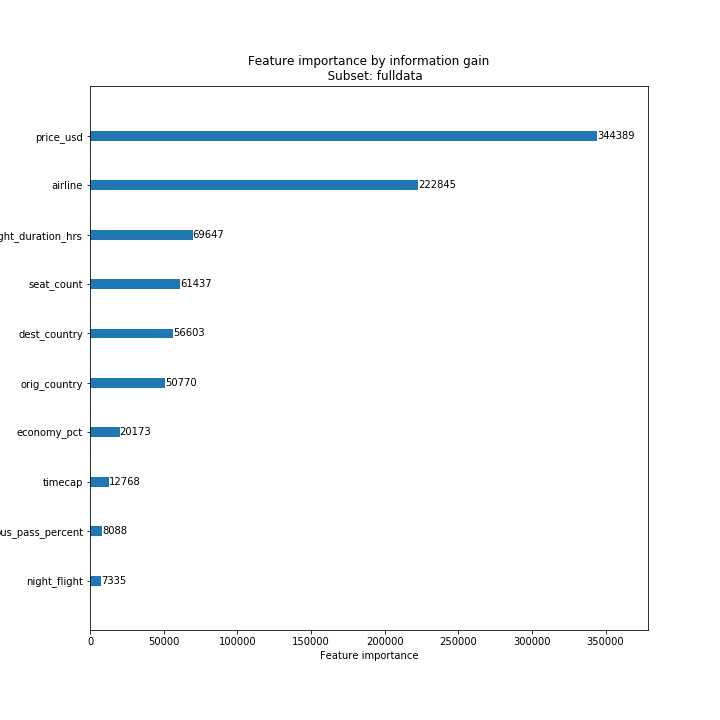 Feature importance by information gain
Subset: fulldata
price_usd 344389
airline 222845
ght_duration_hrs 69647
seat_count 61437
dest_country 56603
orig_country 50770
economy_pct 20173
timecap 12768
us_pass_percent 8088
night_flight 7335
0 50000 100000 150000 200000 250000 300000 350000
Feature importance